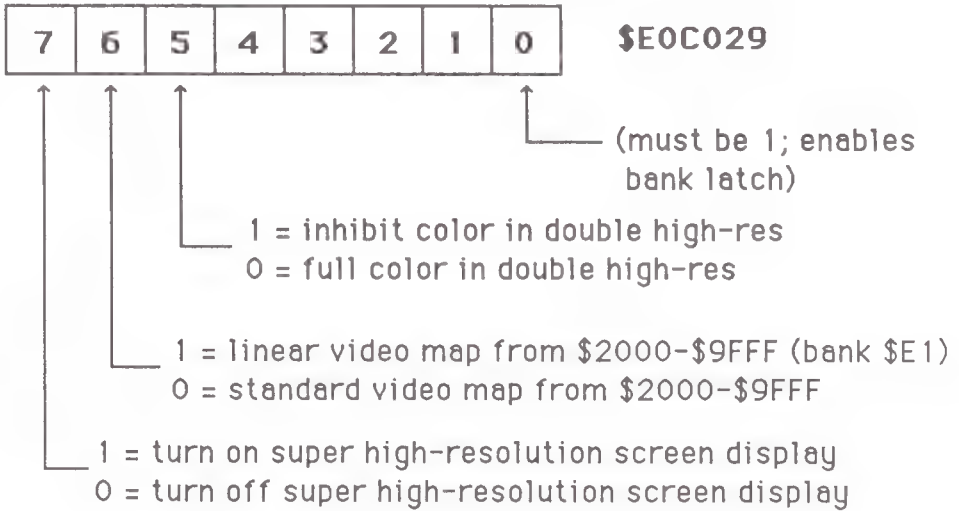 7 6 5 4 3 2 1 0 $E0C029
(must be 1; enables
bank latch)
1 = inhibit color in double high-res
0 = full color in double high-res
1 = linear video map from $2000-$9FFF (bank $E1)
0 = standard video map from $2000-$9FFF
1 = turn on super high-resolution screen display
0 = turn off super high-resolution screen display